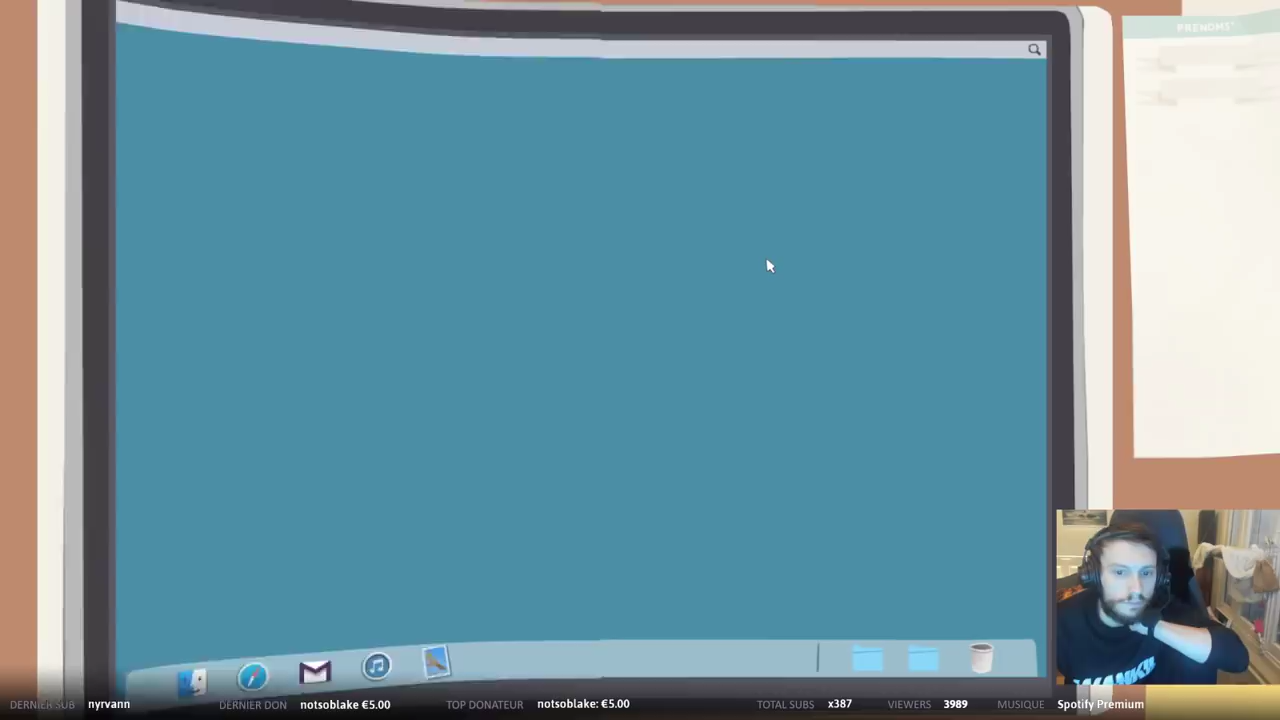 PRENOMS*
DERNIER SUB nyrvann DERNIER DON notsoblake €5.00 TOP DONATEUR notsoblake: €5.00 TOTAL SUBS x387 VIEWERS 3989 MUSIQUE Spotify Premium